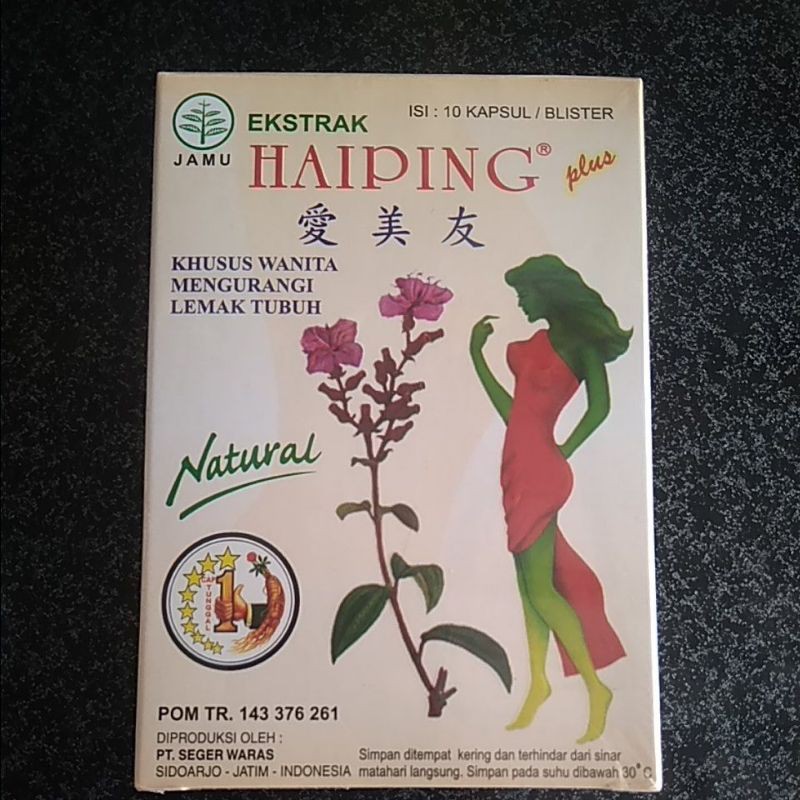 JAMU
EKSTRAK
ISI : 10 KAPSUL / BLISTER
HAIPING® plus
愛美友
KHUSUS WANITA
MENGURANGI
LEMAK TUBUH
Natural
CAP
1
TUNGGAL
POM TR. 143 376 261
DIPRODUKSI OLEH :
PT. SEGER WARAS
SIDOARJO - JATIM - INDONESIA
Simpan ditempat kering dan terhindar dari sinar
matahari langsung. Simpan pada suhu dibawah 30°C